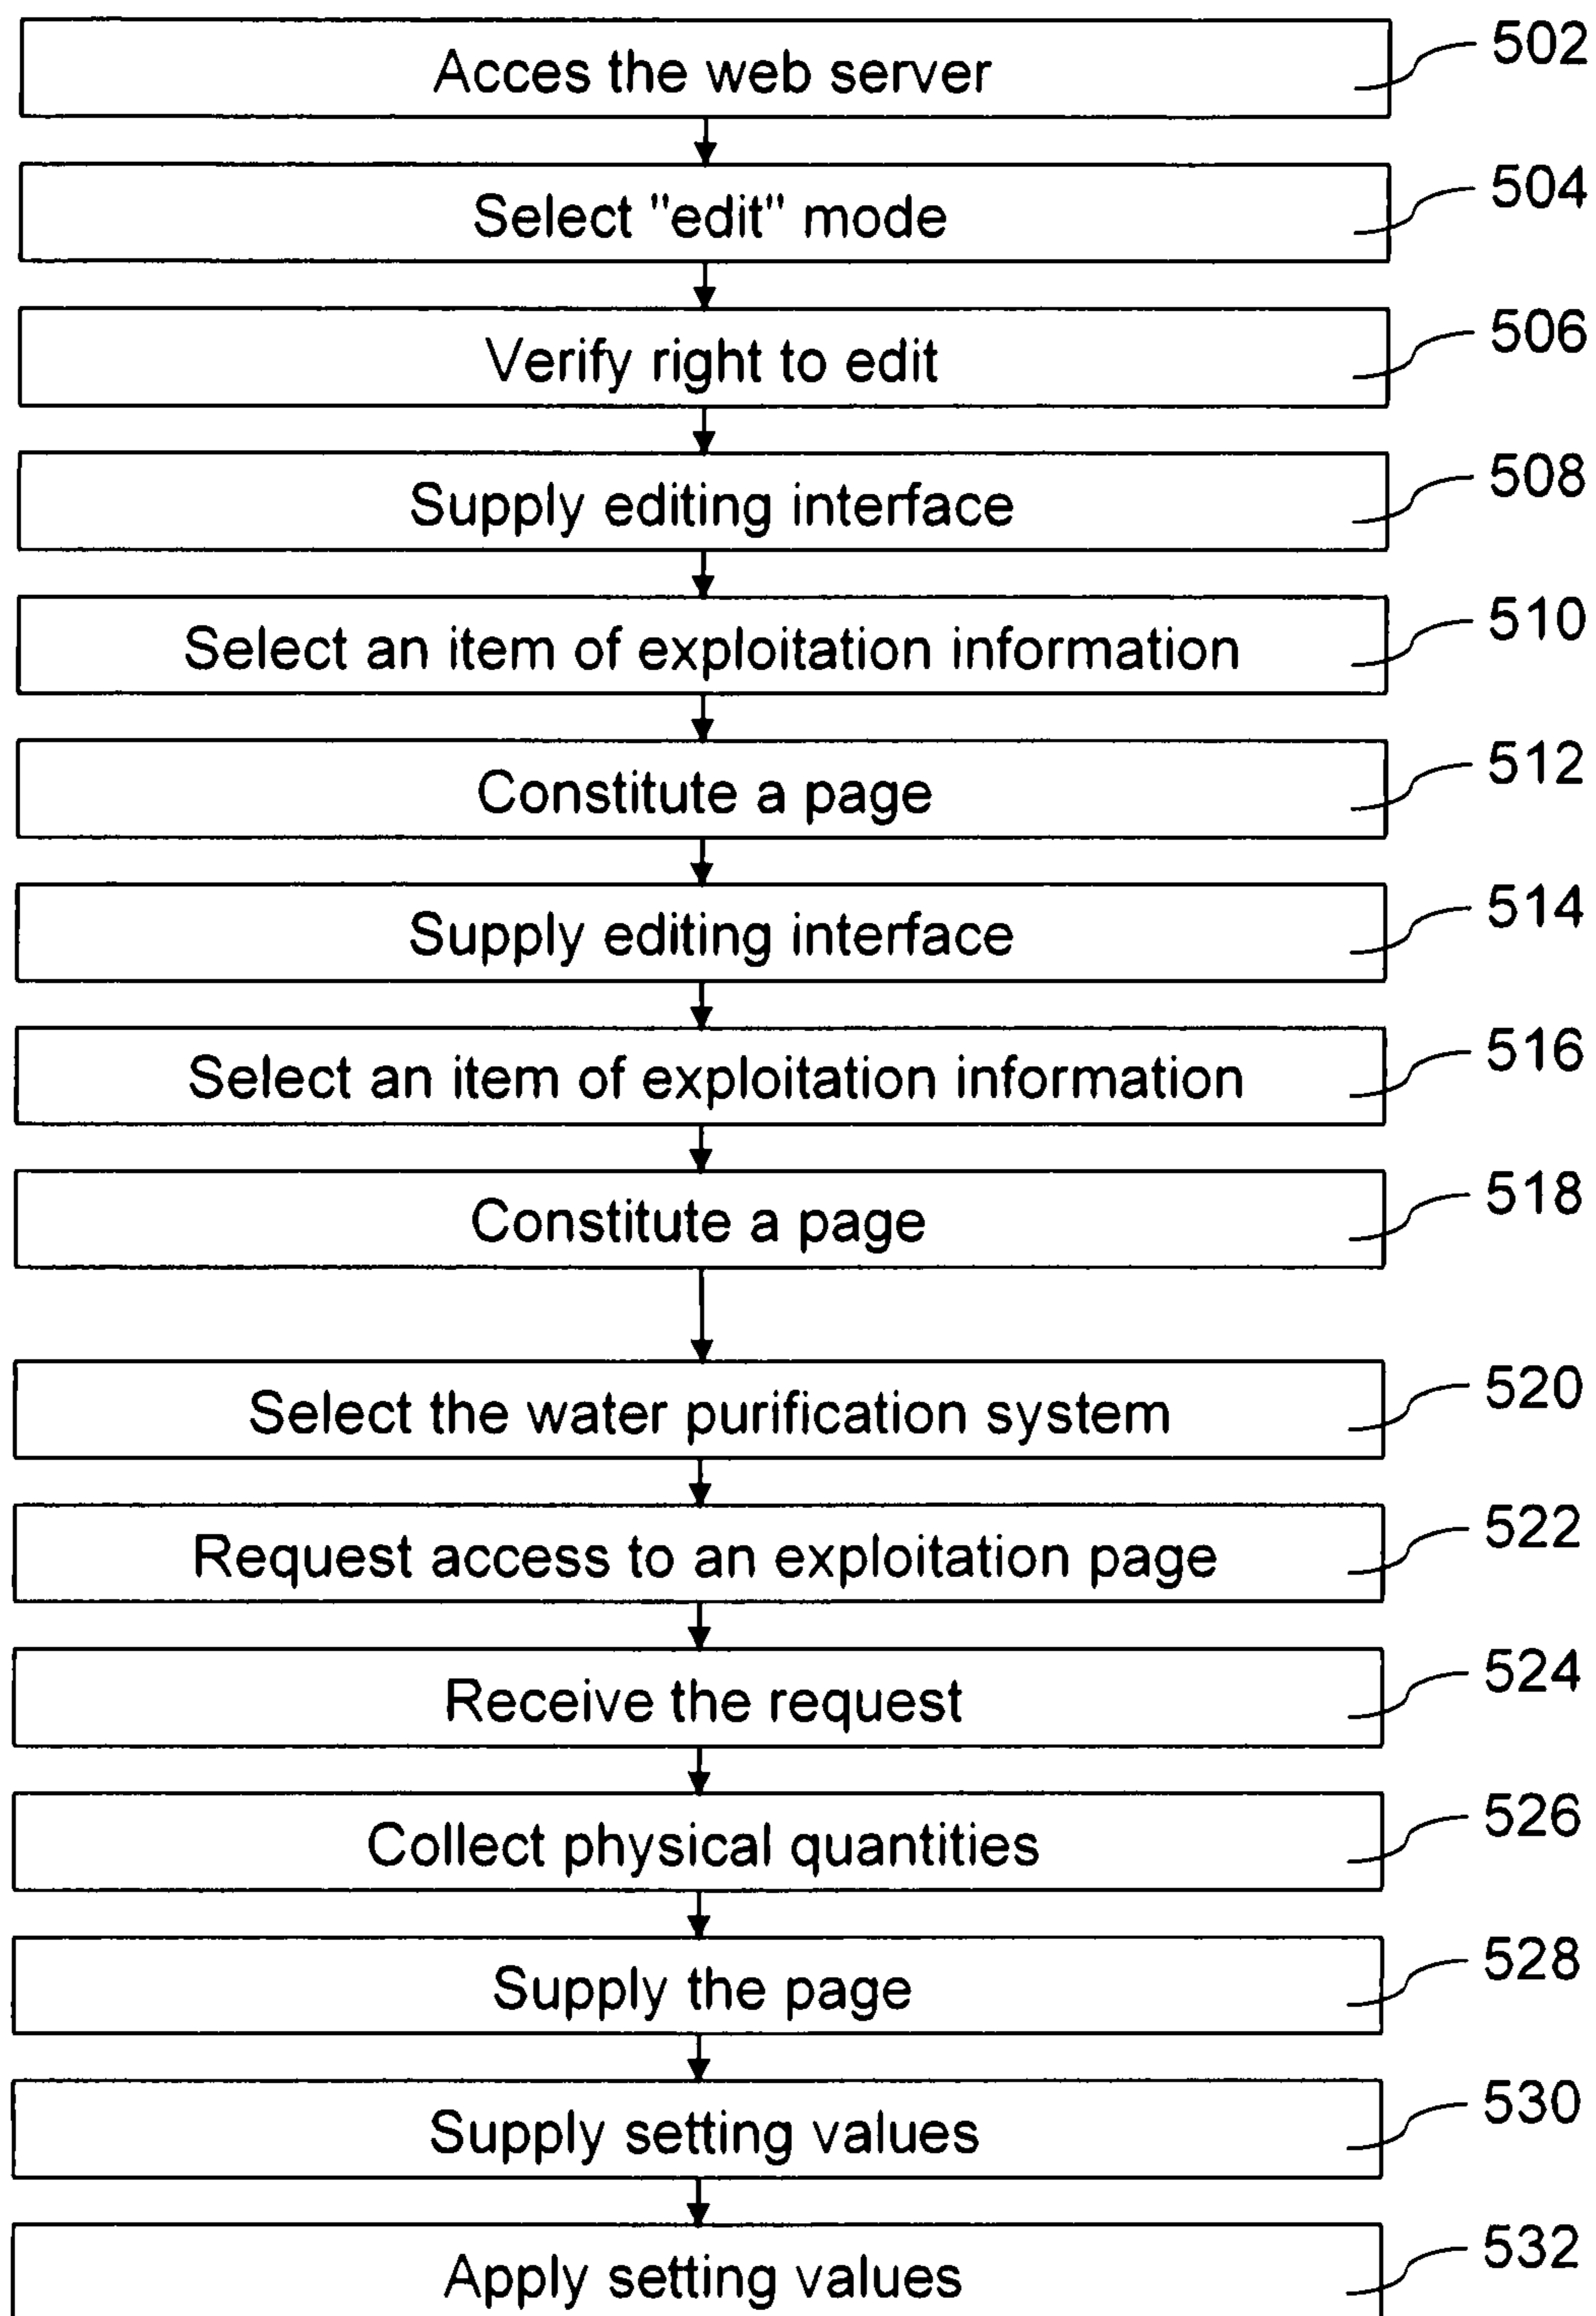 Acces the web server 502
Select "edit" mode 504
Verify right to edit 506
Supply editing interface 508
Select an item of exploitation information 510
Constitute a page 512
Supply editing interface 514
Select an item of exploitation information 516
Constitute a page 518
Select the water purification system 520
Request access to an exploitation page 522
Receive the request 524
Collect physical quantities 526
Supply the page 528
Supply setting values 530
Apply setting values 532